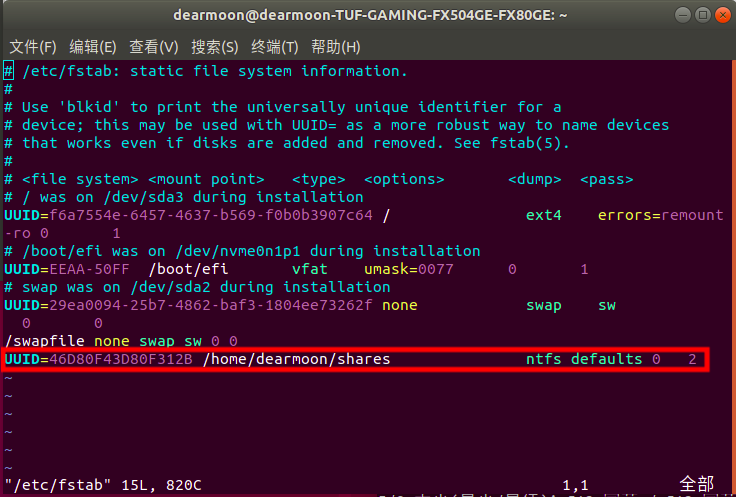 dearmoon@dearmoon-TUF-GAMING-FX504GE-FX80GE: ~
文件(F) 编辑(E) 查看(V) 搜索(S) 终端(T) 帮助(H)
# /etc/fstab: static file system information.
#
# Use 'blkid' to print the universally unique identifier for a
# device; this may be used with UUID= as a more robust way to name devices
# that works even if disks are added and removed. See fstab(5).
#
# <file system> <mount point>   <type>  <options>       <dump>  <pass>
# / was on /dev/sda3 during installation
UUID=f6a7554e-6457-4637-b569-f0b0b3907c64 /               ext4    errors=remount
-ro 0       1
# /boot/efi was on /dev/nvme0n1p1 during installation
UUID=EEAA-50FF  /boot/efi       vfat    umask=0077      0       1
# swap was on /dev/sda2 during installation
UUID=29ea0094-25b7-4862-baf3-1804ee73262f none            swap    sw
  0       0
/swapfile none swap sw 0 0
UUID=46D80F43D80F312B /home/dearmoon/shares               ntfs defaults 0   2
~
~
~
~
~
~
"/etc/fstab" 15L, 820C                                        1,1          全部